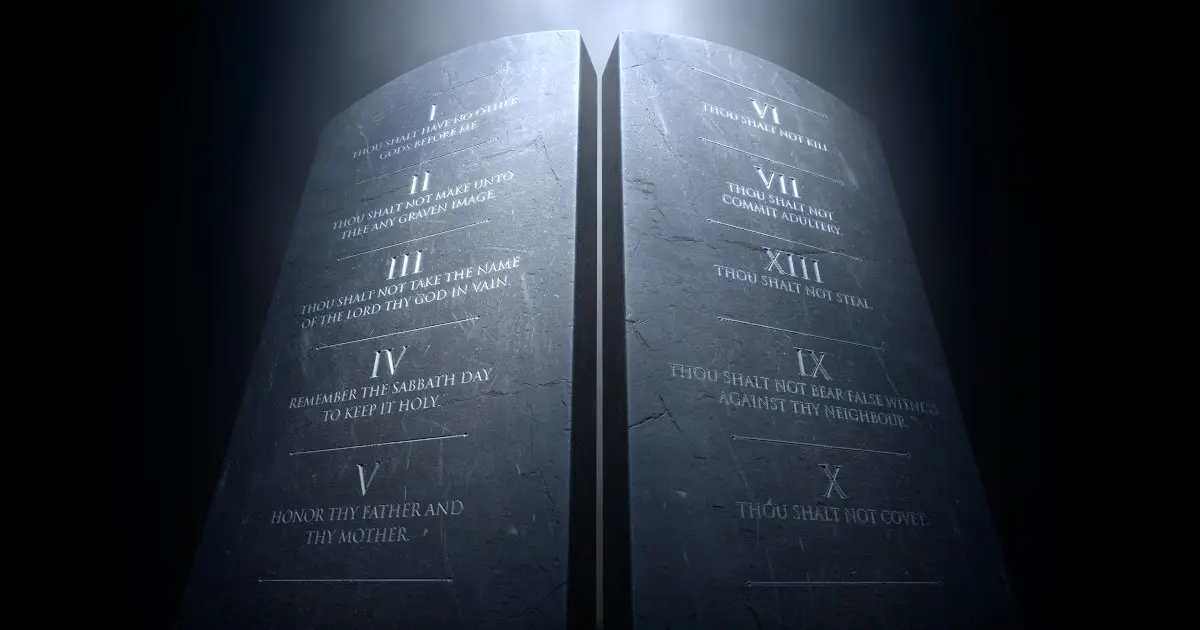 I
THOU SHALT HAVE NO OTHER
GODS BEFORE ME.
II
THOU SHALT NOT MAKE UNTO
THEE ANY GRAVEN IMAGE.
III
THOU SHALT NOT TAKE THE NAME
OF THE LORD THY GOD IN VAIN.
IV
REMEMBER THE SABBATH DAY
TO KEEP IT HOLY.
V
HONOR THY FATHER AND
THY MOTHER.
VI
THOU SHALT NOT KILL.
VII
THOU SHALT NOT
COMMIT ADULTERY.
XIII
THOU SHALT NOT STEAL.
IX
THOU SHALT NOT BEAR FALSE WITNESS
AGAINST THY NEIGHBOUR.
X
THOU SHALT NOT COVET.